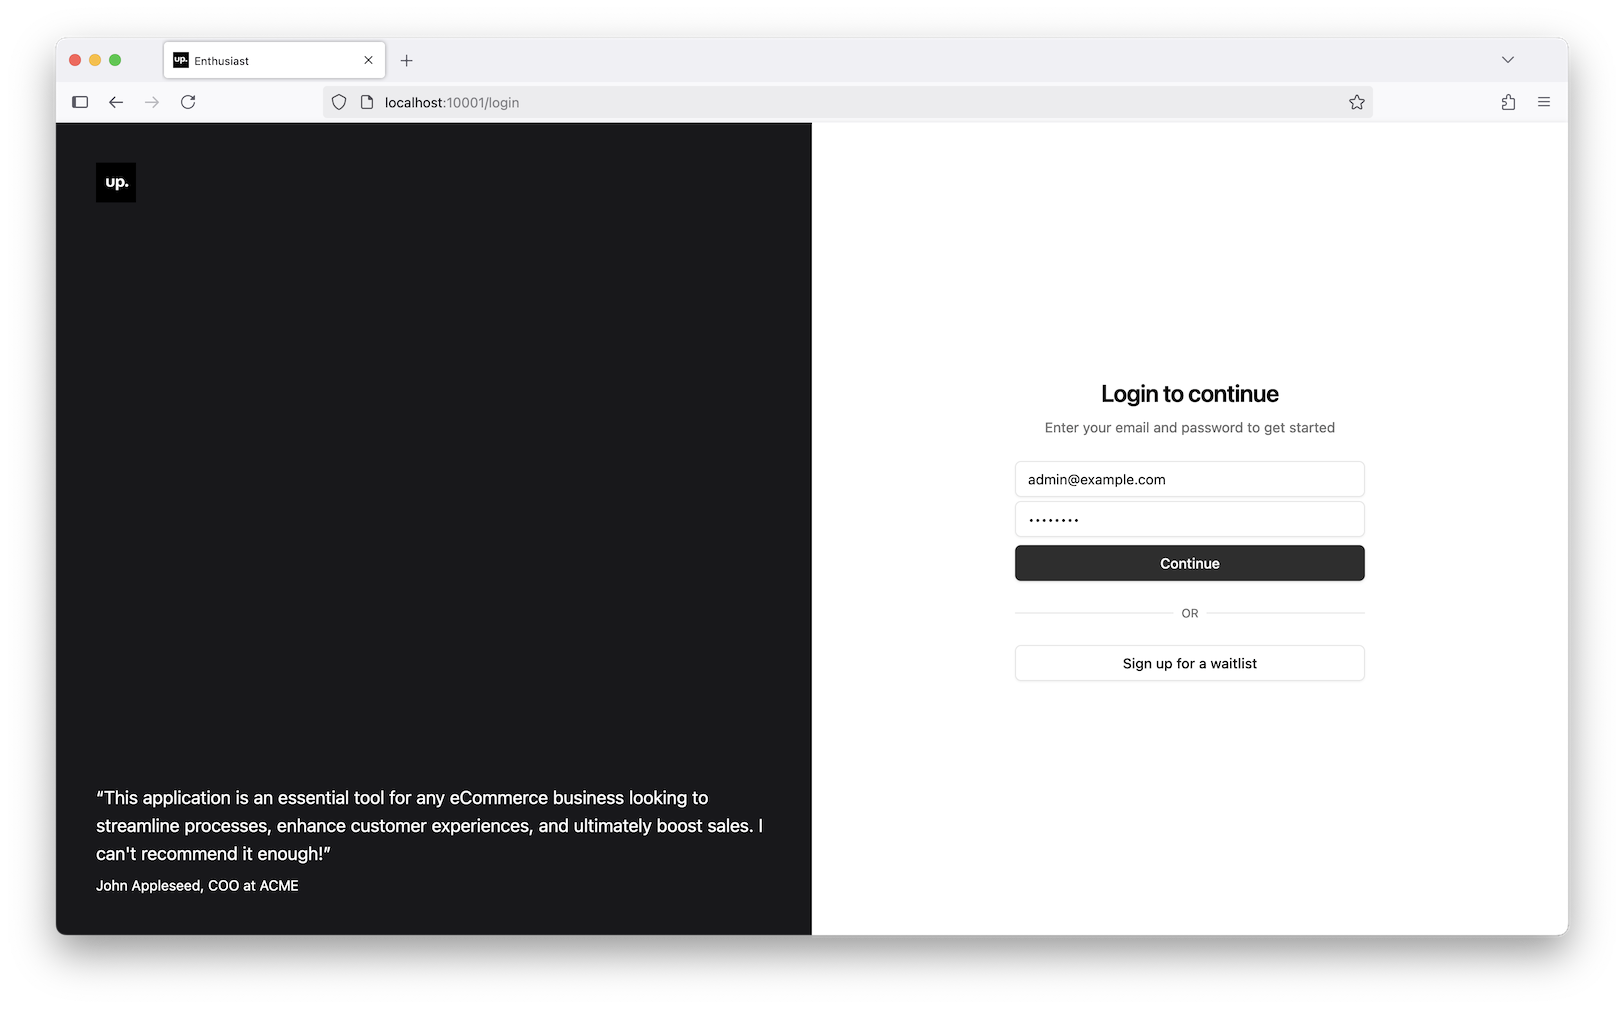 up. Enthusiast
localhost:10001/login
up.
“This application is an essential tool for any eCommerce business looking to
streamline processes, enhance customer experiences, and ultimately boost sales. I
can't recommend it enough!”
John Appleseed, COO at ACME
Login to continue
Enter your email and password to get started
admin@example.com
••••••••
Continue
OR
Sign up for a waitlist